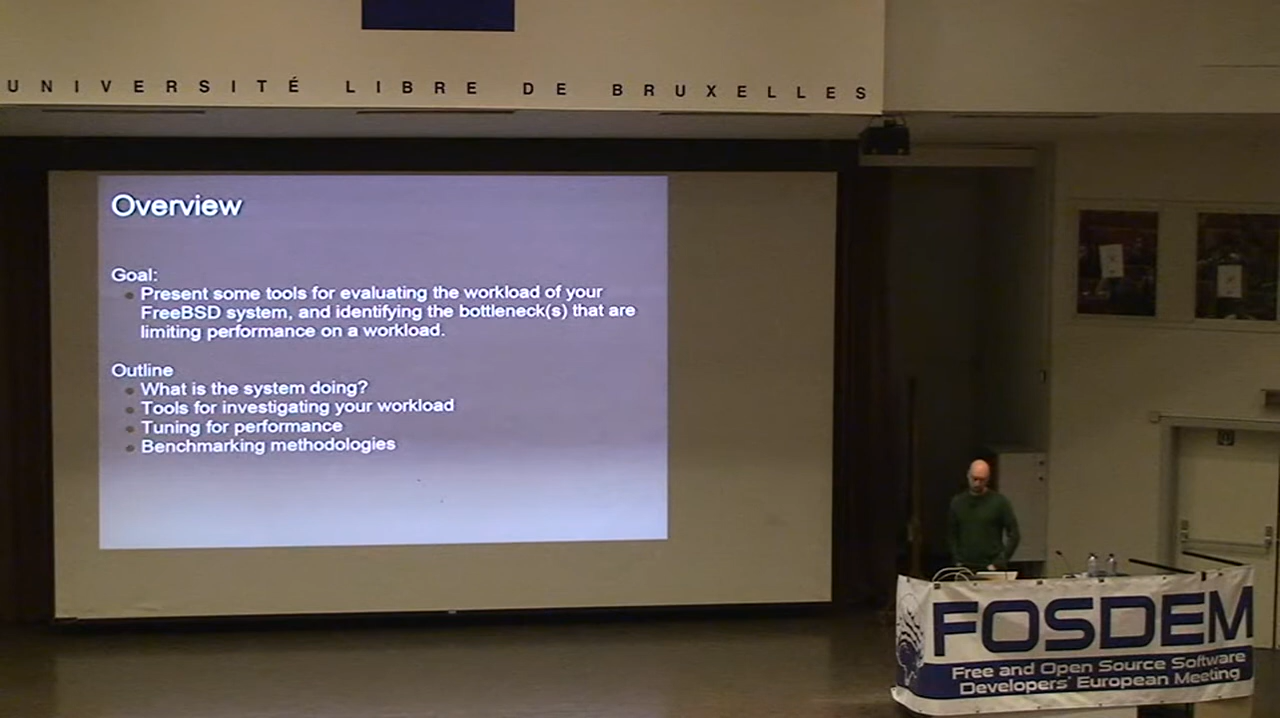 UNIVERSITÉ LIBRE DE BRUXELLES
Overview
Goal:
Present some tools for evaluating the workload of your
FreeBSD system, and identifying the bottleneck(s) that are
limiting performance on a workload.
Outline
What is the system doing?
Tools for investigating your workload
Tuning for performance
Benchmarking methodologies
FOSDEM
Free and Open Source Software
Developers' European Meeting